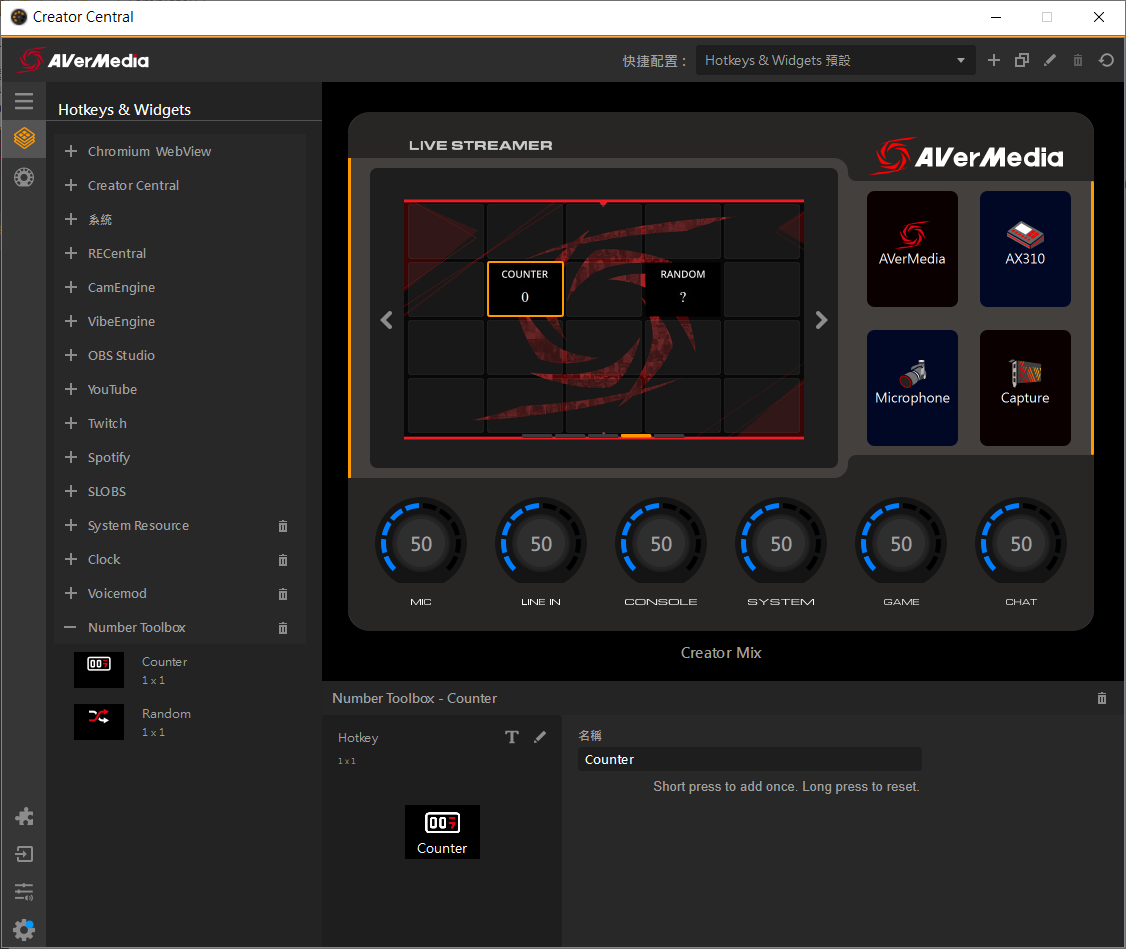 Creator Central
AVerMedia
快捷配置：
Hotkeys & Widgets 預設
Hotkeys & Widgets
Chromium WebView
Creator Central
系統
RECentral
CamEngine
VibeEngine
OBS Studio
YouTube
Twitch
Spotify
SLOBS
System Resource
Clock
Voicemod
Number Toolbox
007
Counter
1 x 1
Random
1 x 1
LIVE STREAMER
AVerMedia
COUNTER
0
RANDOM
?
AVerMedia
AX310
Microphone
Capture
50
50
50
50
50
50
MIC
LINE IN
CONSOLE
SYSTEM
GAME
CHAT
Creator Mix
Number Toolbox - Counter
Hotkey
T
1 x 1
007
Counter
名稱
Counter
Short press to add once. Long press to reset.